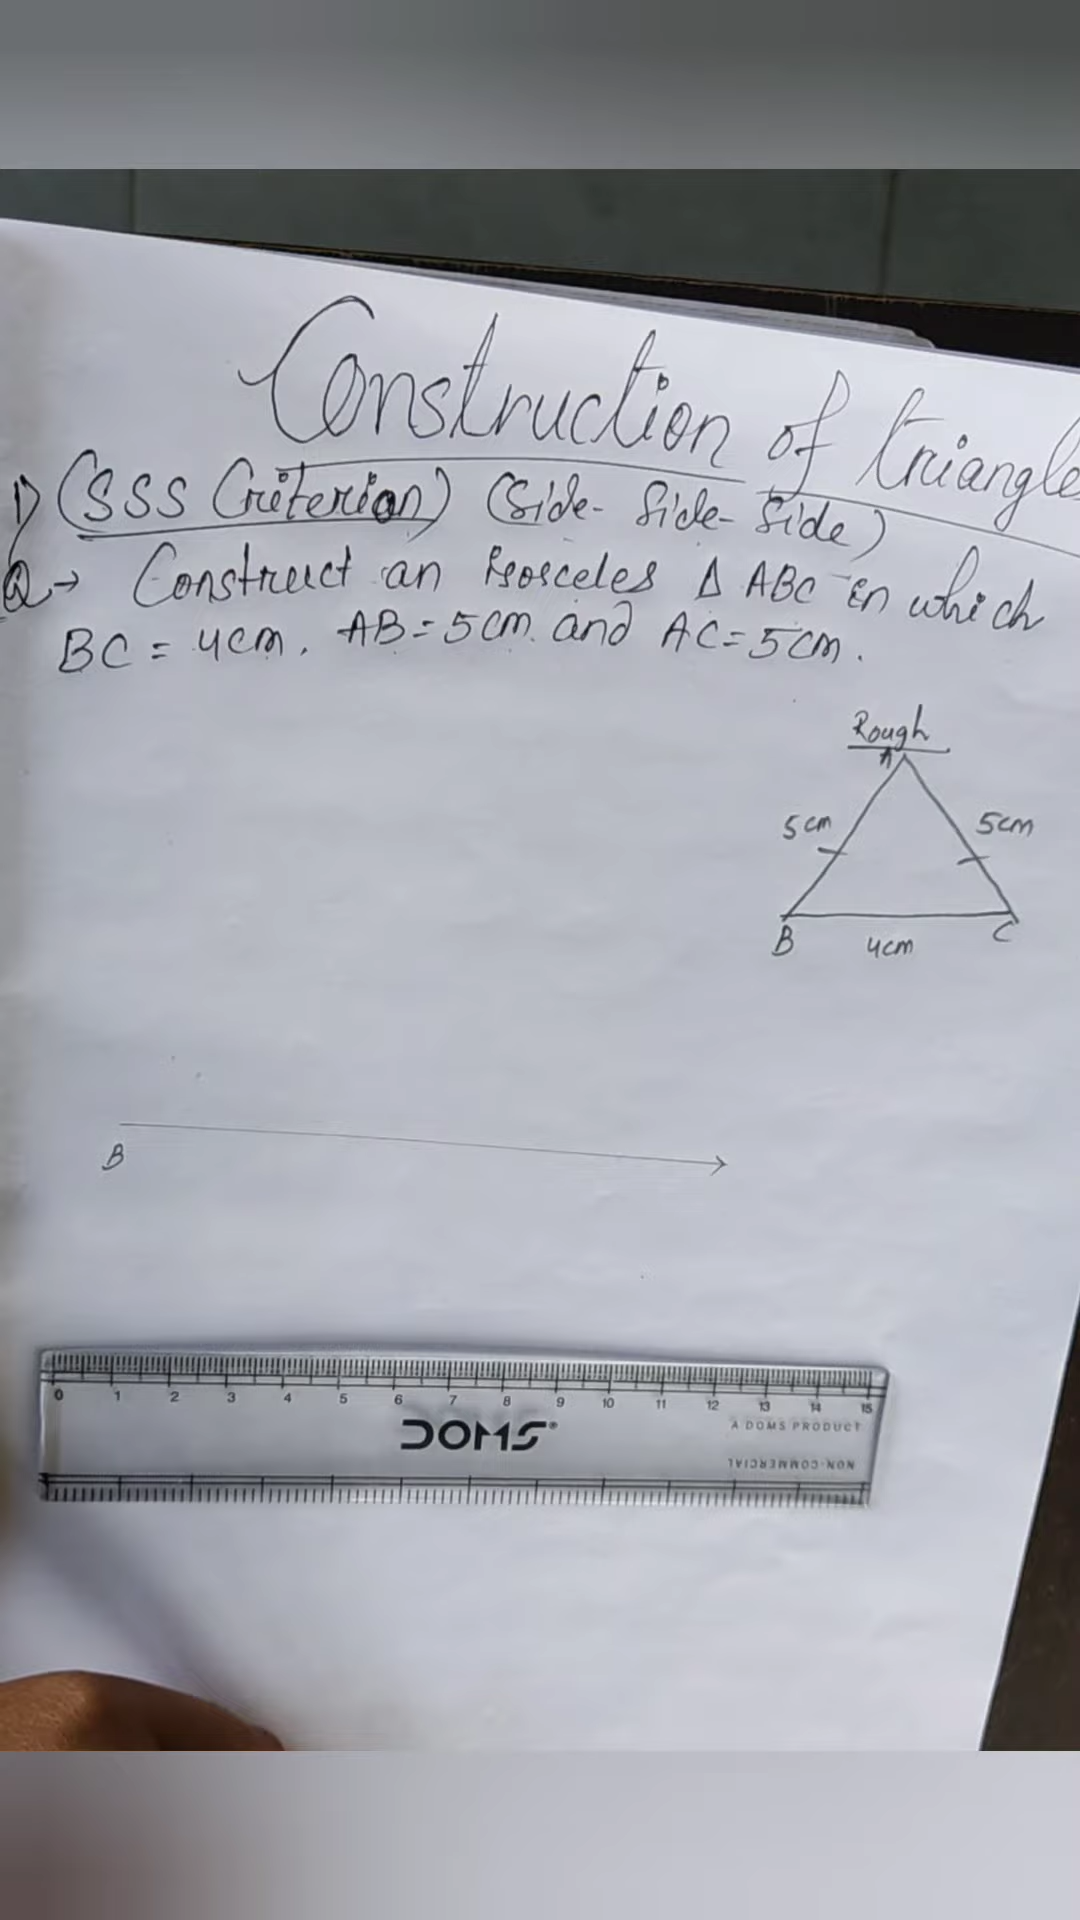 Construction of triangle
1) (SSS Criterion) (Side-Side-Side)
Q→ Construct an isosceles Δ ABC in which
BC = 4cm, AB = 5cm and AC = 5cm.
Rough
A
5cm 5cm
B 4cm C
B
0 1 2 3 4 5 6 7 8 9 10 11 12 13 14 15
DOMS®
A DOMS PRODUCT
NON-COMMERCIAL